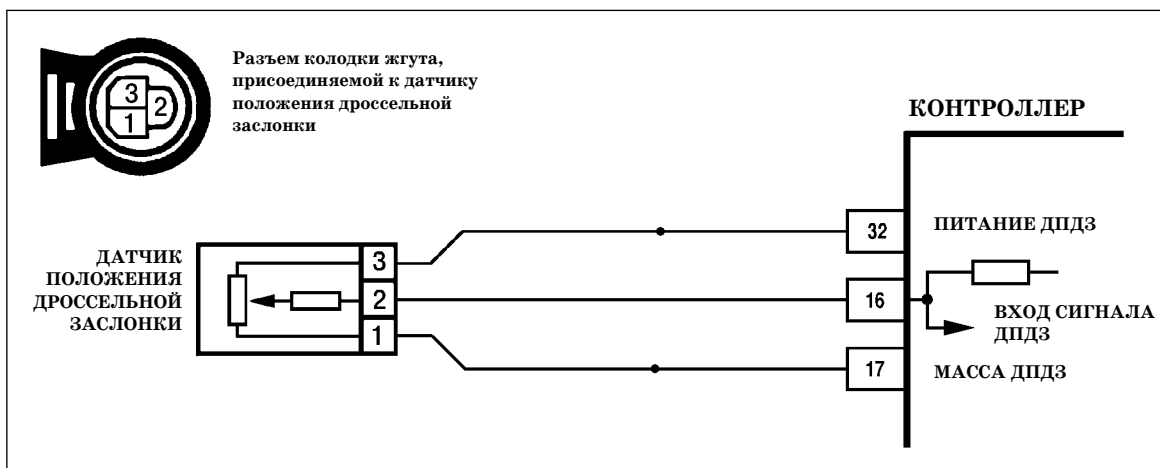 3
2
1
Разъем колодки жгута,
присоединяемой к датчику
положения дроссельной
заслонки
КОНТРОЛЛЕР
ДАТЧИК
ПОЛОЖЕНИЯ
ДРОССЕЛЬНОЙ
ЗАСЛОНКИ
3
2
1
32
ПИТАНИЕ ДПДЗ
16
ВХОД СИГНАЛА
ДПДЗ
17
МАССА ДПДЗ